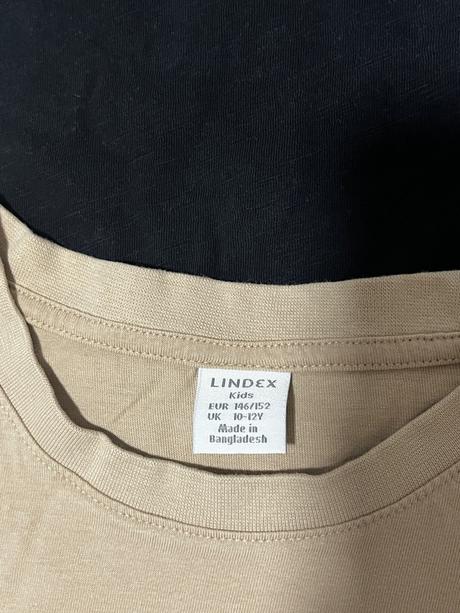 LINDEX
Kids
EUR 146/152
UK 10-12Y
Made in
Bangladesh